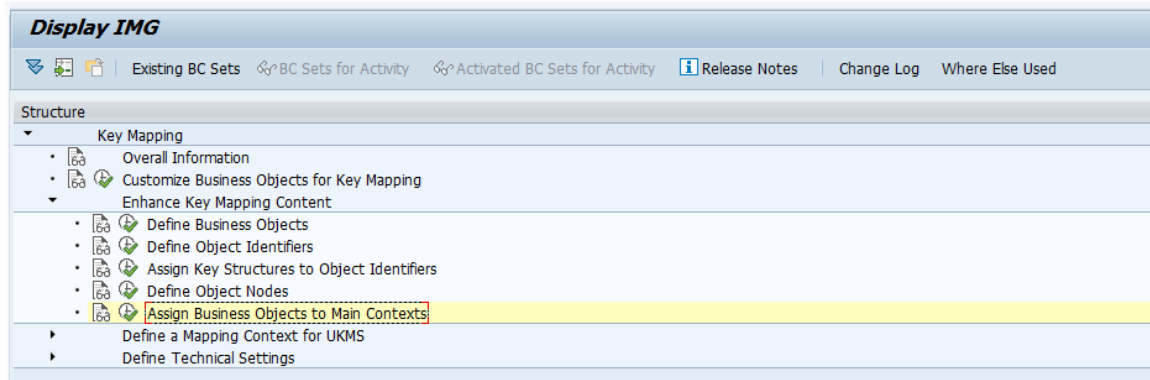 Display IMG
Existing BC Sets BC Sets for Activity Activated BC Sets for Activity Release Notes Change Log Where Else Used
Structure
Key Mapping
Overall Information
Customize Business Objects for Key Mapping
Enhance Key Mapping Content
Define Business Objects
Define Object Identifiers
Assign Key Structures to Object Identifiers
Define Object Nodes
Assign Business Objects to Main Contexts
Define a Mapping Context for UKMS
Define Technical Settings